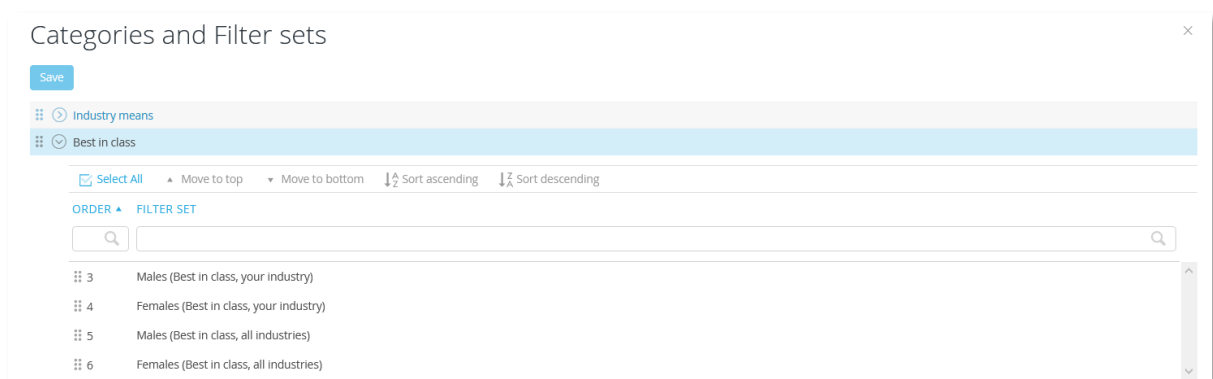 Categories and Filter sets
Save
Industry means
Best in class
Select All Move to top Move to bottom Sort ascending Sort descending
ORDER FILTER SET
3 Males (Best in class, your industry)
4 Females (Best in class, your industry)
5 Males (Best in class, all industries)
6 Females (Best in class, all industries)